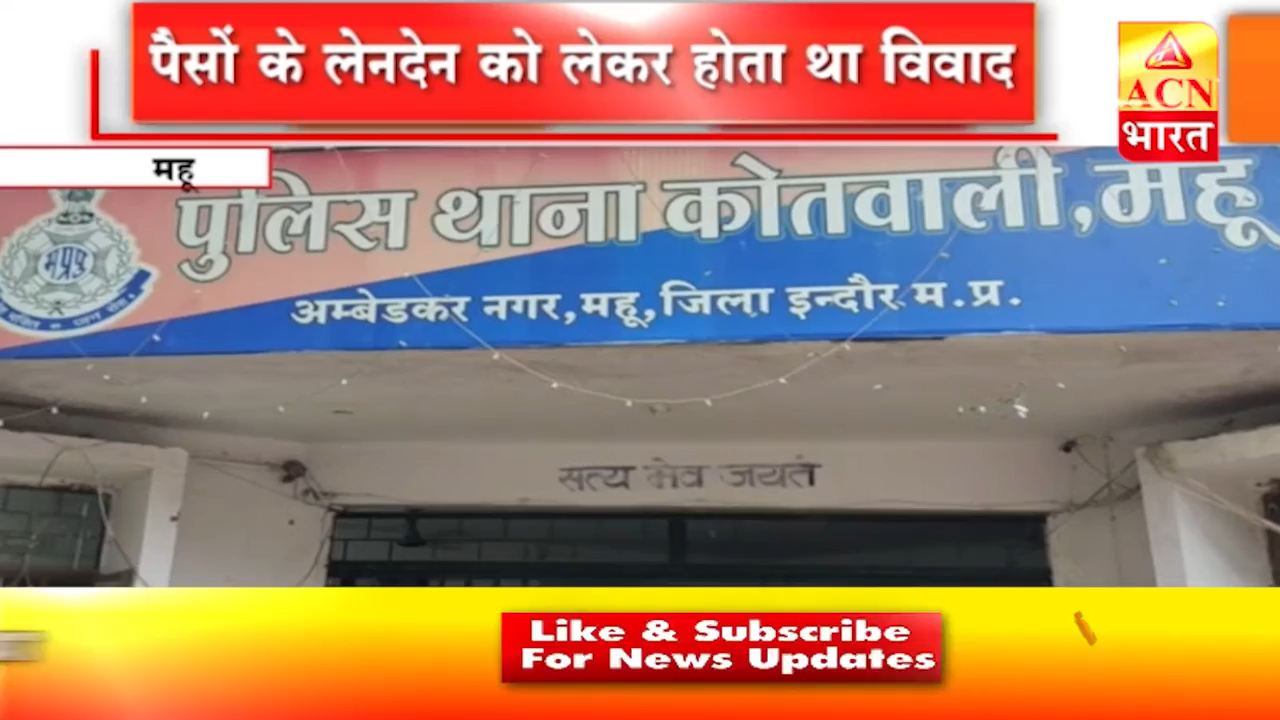 पैसों के लेनदेन को लेकर होता था विवाद
ACN
भारत
महू
पुलिस थाना कोतवाली, महू
म.प्र.पु.
अम्बेडकर नगर, महू, जिला इन्दौर म.प्र.
सत्य मेव जयते
Like & Subscribe
For News Updates